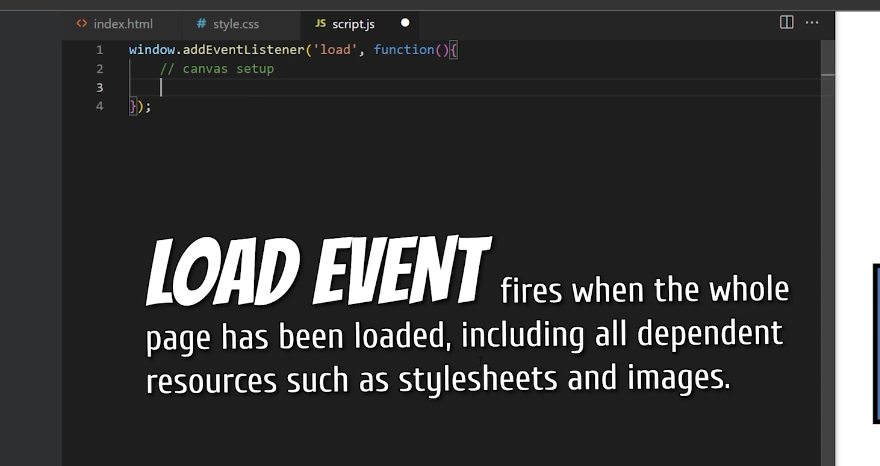 <> index.html # style.css JS script.js
1 window.addEventListener('load', function(){
2 // canvas setup
3
4 });
LOAD EVENT fires when the whole
page has been loaded, including all dependent
resources such as stylesheets and images.